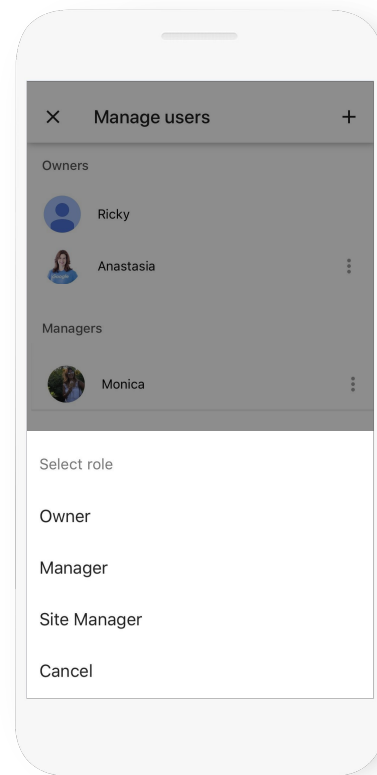 Manage users
Owners
Ricky
Anastasia
Managers
Monica
Select role
Owner
Manager
Site Manager
Cancel